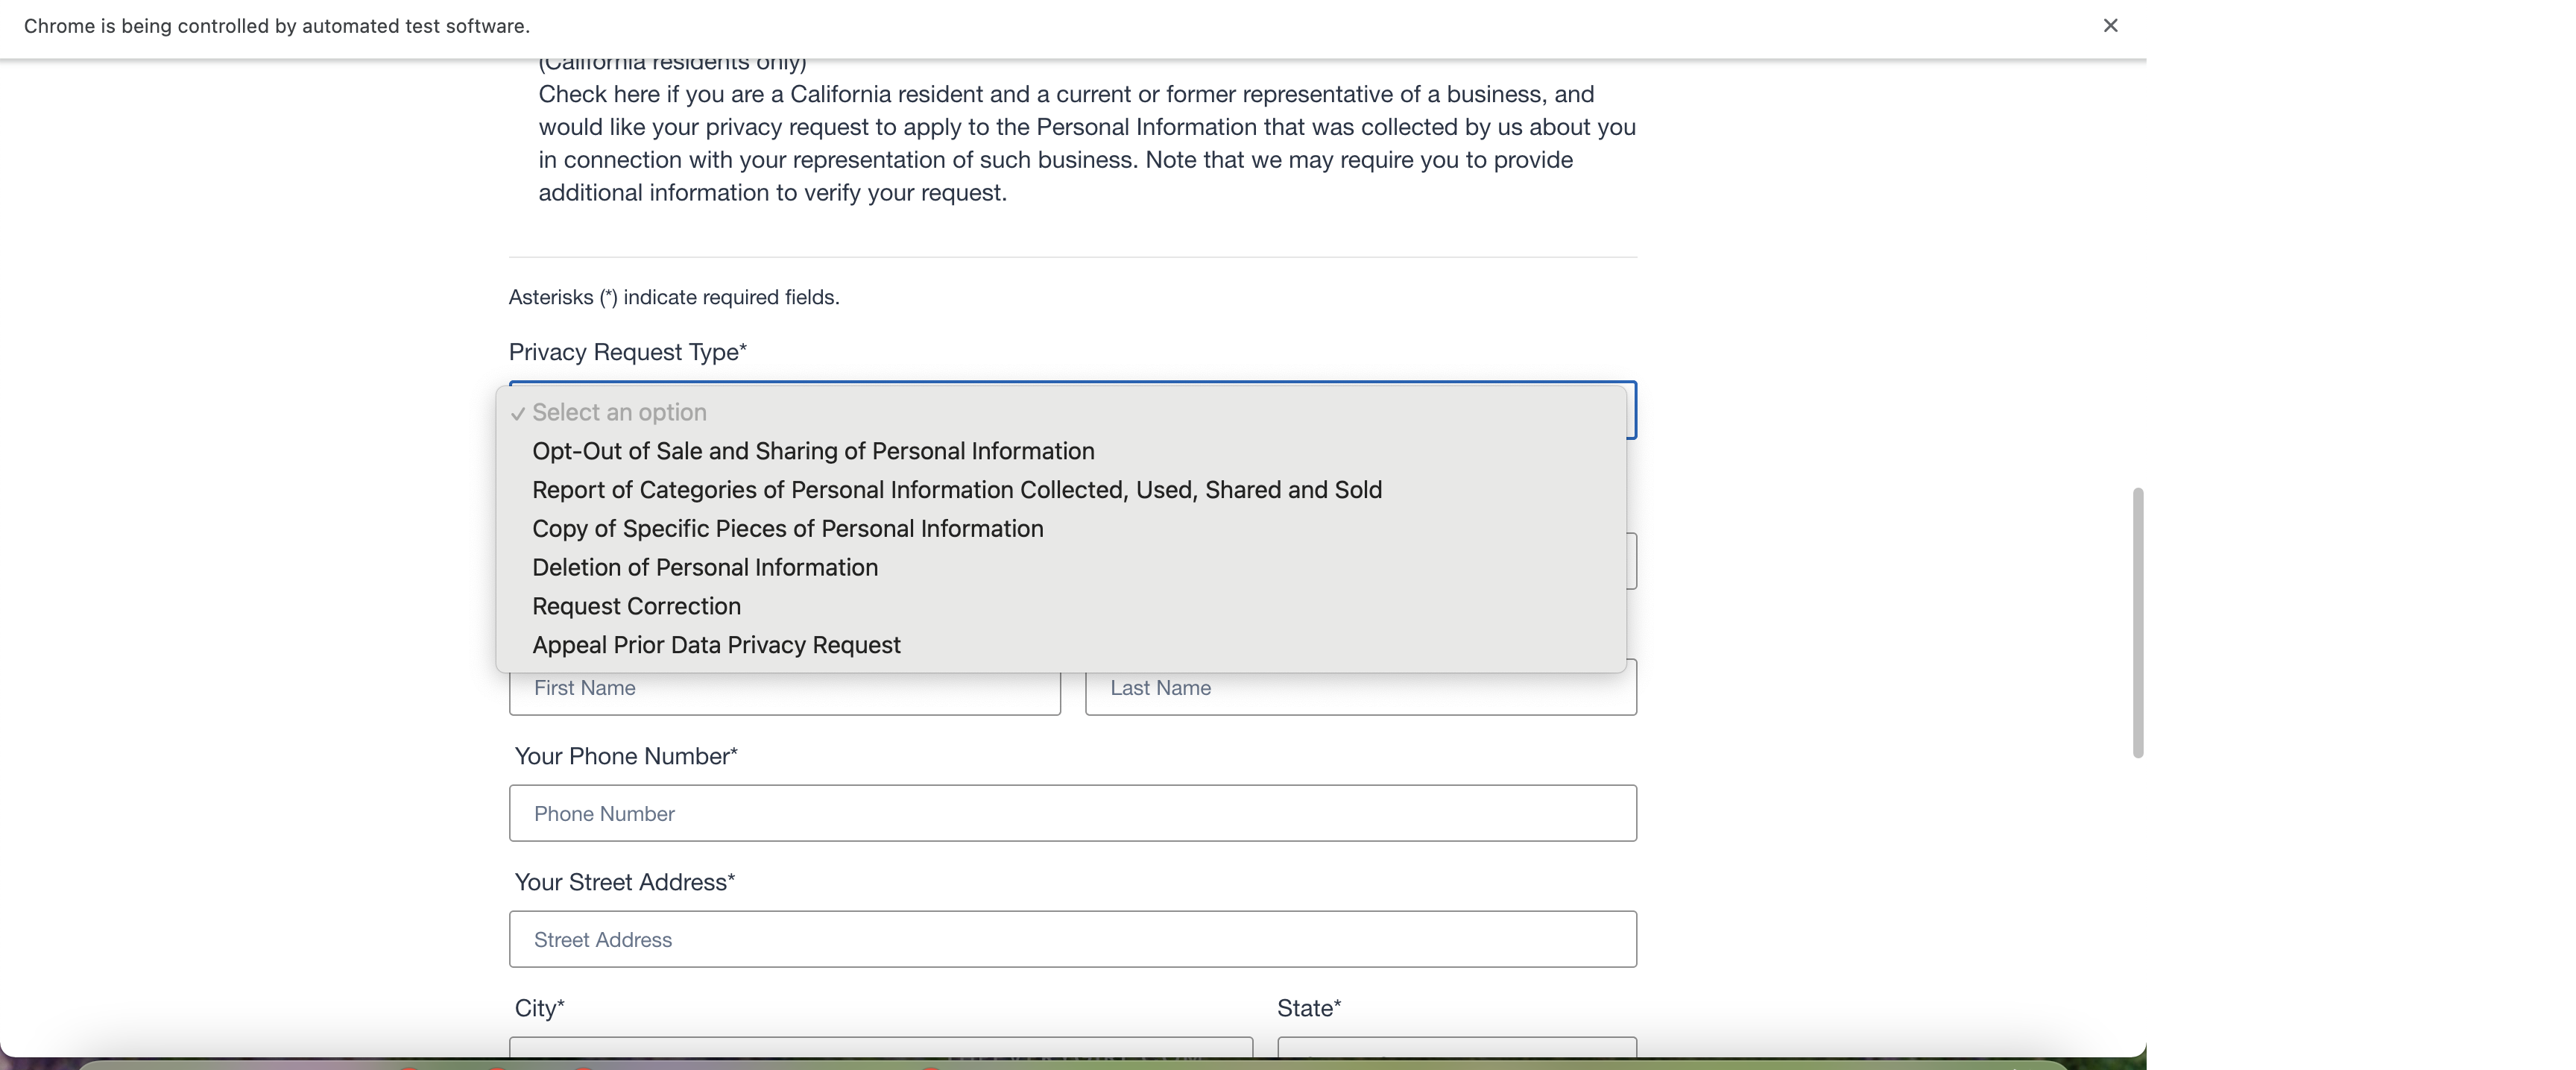 Chrome is being controlled by automated test software.
(California residents only)
Check here if you are a California resident and a current or former representative of a business, and
would like your privacy request to apply to the Personal Information that was collected by us about you
in connection with your representation of such business. Note that we may require you to provide
additional information to verify your request.
Asterisks (*) indicate required fields.
Privacy Request Type*
✓ Select an option
Opt-Out of Sale and Sharing of Personal Information
Report of Categories of Personal Information Collected, Used, Shared and Sold
Copy of Specific Pieces of Personal Information
Deletion of Personal Information
Request Correction
Appeal Prior Data Privacy Request
First Name
Last Name
Your Phone Number*
Phone Number
Your Street Address*
Street Address
City*
State*